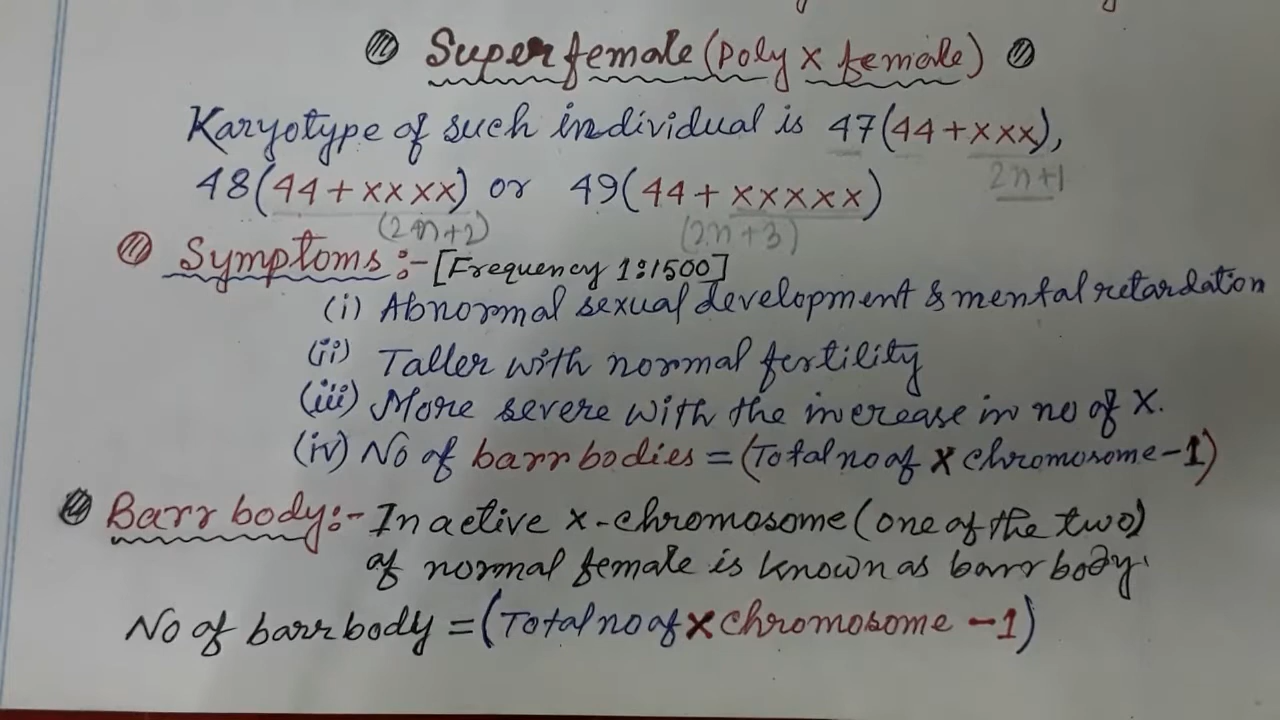 Superfemale (Poly X female)
Karyotype of such individual is 47(44+xxx),
2n+1
48(44+xxxx) or 49(44+xxxxx)
(2n+2) (2n+3)
Symptoms:- [Frequency 1:1500]
(i) Abnormal sexual development & mental retardation
(ii) Taller with normal fertility
(iii) More severe with the increase in no of X.
(iv) No of barr bodies = (Total no of X chromosome - 1)
Barr body:- Inactive x-chromosome (one of the two)
of normal female is known as barr body.
No of barr body = (Total no of X chromosome - 1)